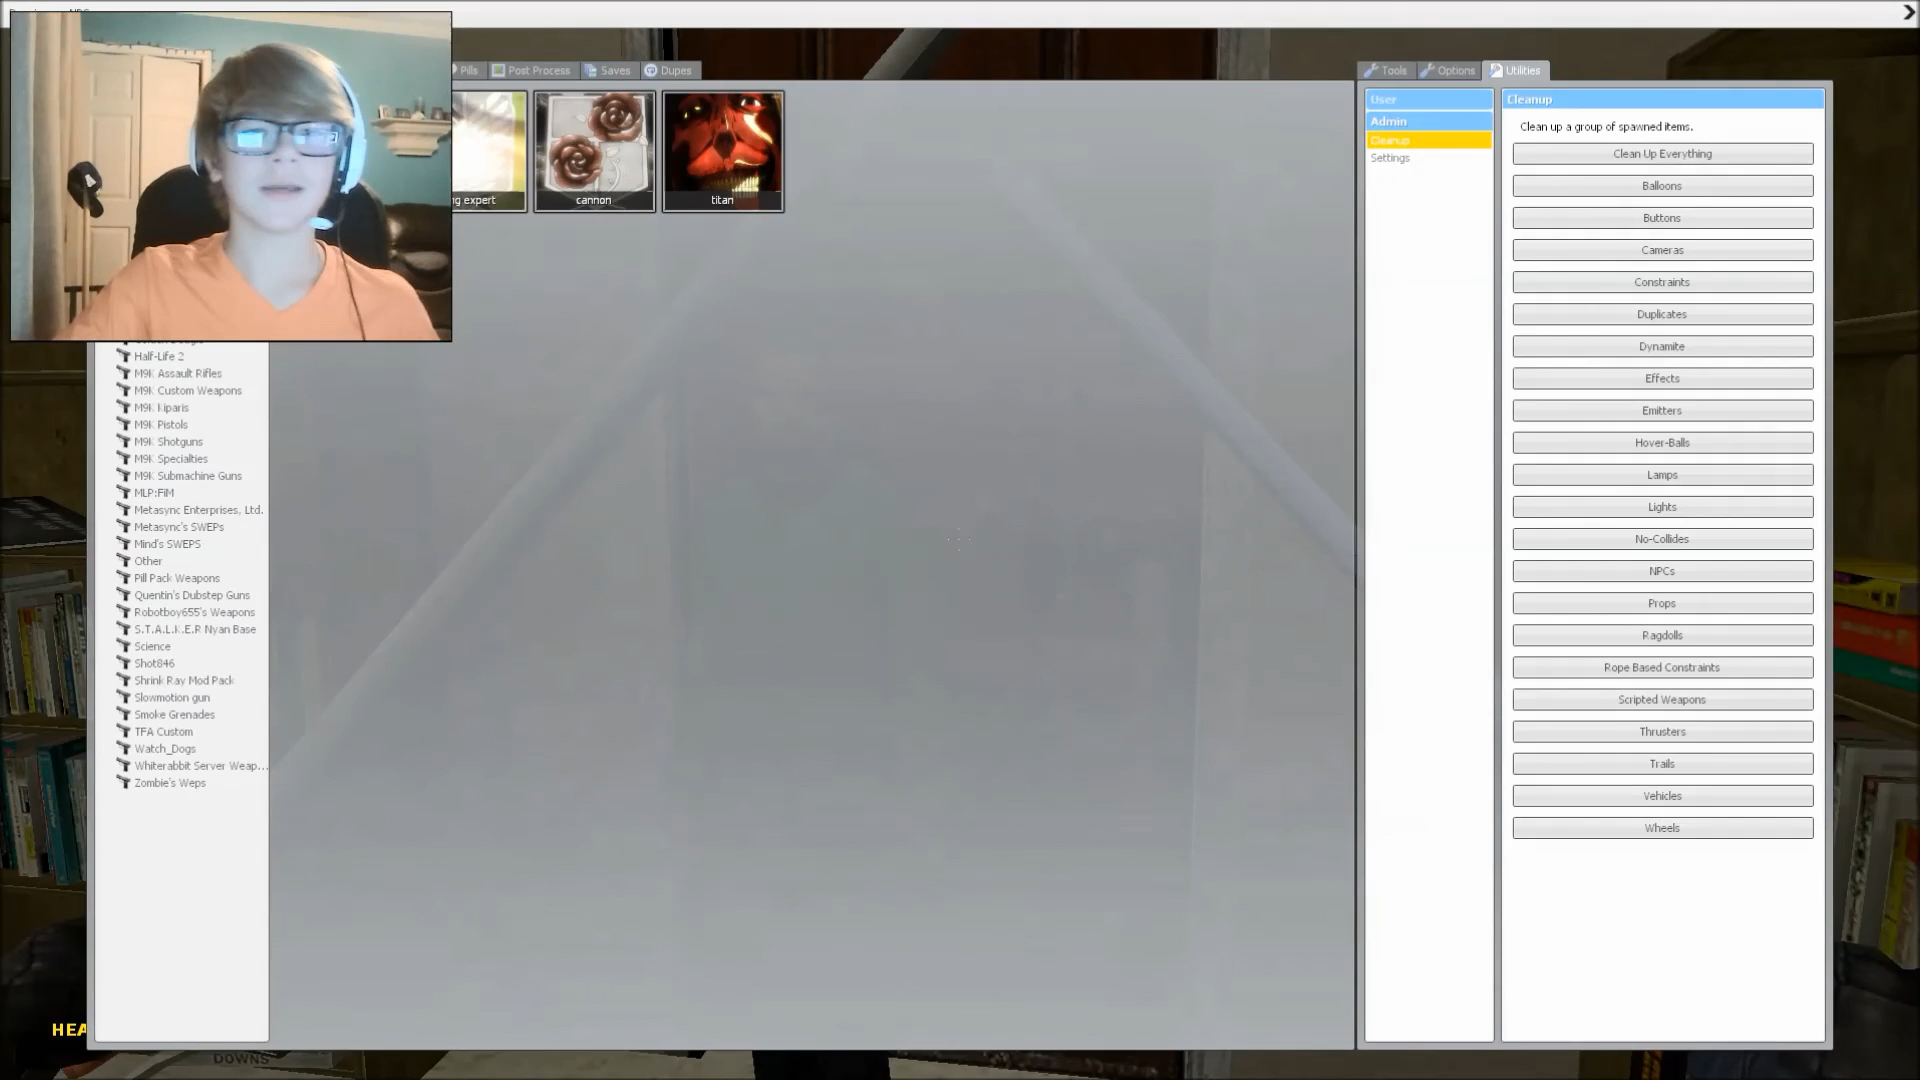 Pills
Post Process
Saves
Dupes
Tools
Options
Utilities
ng expert
cannon
titan
Half-Life 2
M9K Assault Rifles
M9K Custom Weapons
M9K Kiparis
M9K Pistols
M9K Shotguns
M9K Specialties
M9K Submachine Guns
MLP:FiM
Metasync Enterprises, Ltd.
Metasync's SWEPs
Mind's SWEPS
Other
Pill Pack Weapons
Quentin's Dubstep Guns
Robotboy655's Weapons
S.T.A.L.K.E.R Nyan Base
Science
Shot846
Shrink Ray Mod Pack
Slowmotion gun
Smoke Grenades
TFA Custom
Watch_Dogs
Whiterabbit Server Weap...
Zombie's Weps
HEA
DOWNS
User
Admin
Cleanup
Settings
Cleanup
Clean up a group of spawned items.
Clean Up Everything
Balloons
Buttons
Cameras
Constraints
Duplicates
Dynamite
Effects
Emitters
Hover-Balls
Lamps
Lights
No-Collides
NPCs
Props
Ragdolls
Rope Based Constraints
Scripted Weapons
Thrusters
Trails
Vehicles
Wheels